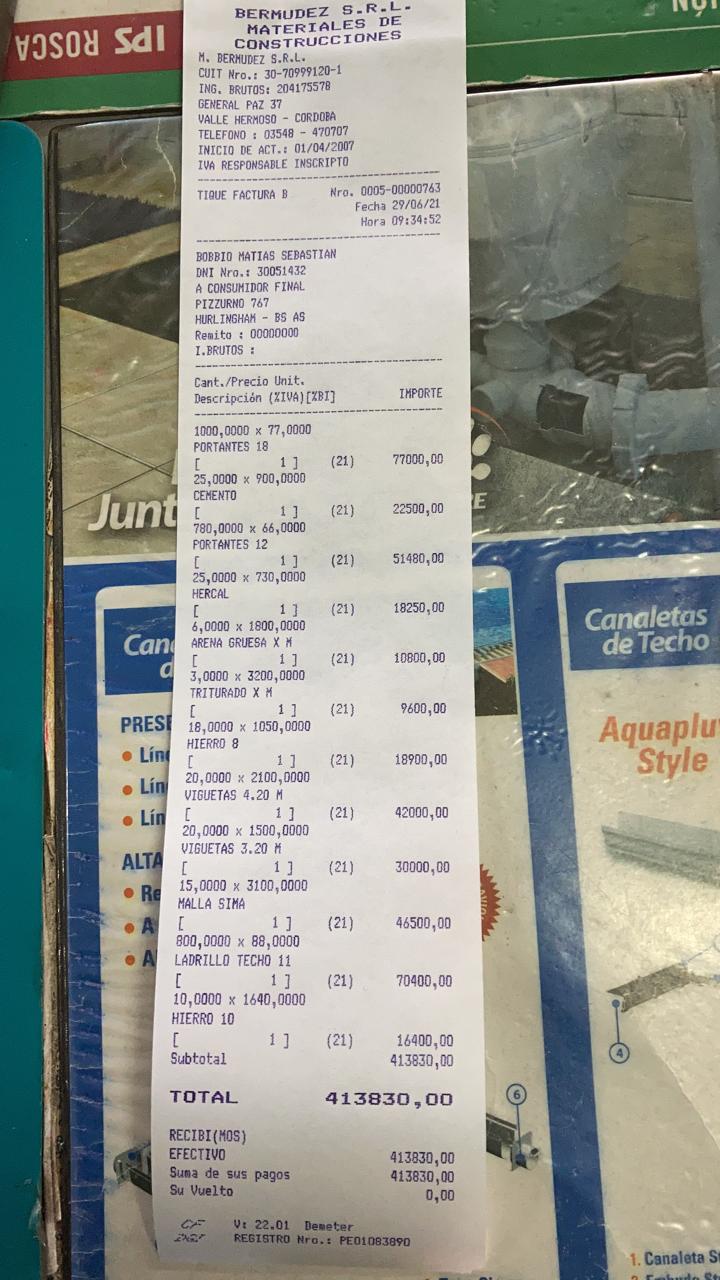 BERMUDEZ S.R.L.
MATERIALES DE
CONSTRUCCIONES
M. BERMUDEZ S.R.L.
CUIT Nro.: 30-70999120-1
ING. BRUTOS: 204175578
GENERAL PAZ 37
VALLE HERMOSO - CORDOBA
TELEFONO : 03548 - 470707
INICIO DE ACT.: 01/04/2007
IVA RESPONSABLE INSCRIPTO
TIQUE FACTURA B Nro. 0005-00000763
Fecha 29/06/21
Hora 09:34:52
BOBBIO MATIAS SEBASTIAN
DNI Nro.: 30051432
A CONSUMIDOR FINAL
PIZZURNO 767
HURLINGHAM - BS AS
Remito : 00000000
I.BRUTOS :
Cant./Precio Unit.
Descripción (%IVA)[%BI] IMPORTE
1000,0000 x 77,0000
PORTANTES 18
[ 1 ] (21) 77000,00
25,0000 x 900,0000
CEMENTO
[ 1 ] (21) 22500,00
780,0000 x 66,0000
PORTANTES 12
[ 1 ] (21) 51480,00
25,0000 x 730,0000
HERCAL
[ 1 ] (21) 18250,00
6,0000 x 1800,0000
ARENA GRUESA X M
[ 1 ] (21) 10800,00
3,0000 x 3200,0000
TRITURADO X M
[ 1 ] (21) 9600,00
18,0000 x 1050,0000
HIERRO 8
[ 1 ] (21) 18900,00
20,0000 x 2100,0000
VIGUETAS 4.20 M
[ 1 ] (21) 42000,00
20,0000 x 1500,0000
VIGUETAS 3.20 M
[ 1 ] (21) 30000,00
15,0000 x 3100,0000
MALLA SIMA
[ 1 ] (21) 46500,00
800,0000 x 88,0000
LADRILLO TECHO 11
[ 1 ] (21) 70400,00
10,0000 x 1640,0000
HIERRO 10
[ 1 ] (21) 16400,00
Subtotal 413830,00
TOTAL 413830,00
RECIBI(MOS)
EFECTIVO 413830,00
Suma de sus pagos 413830,00
Su Vuelto 0,00
CF V: 22.01 Demeter
REGISTRO Nro.: PEO1083890
IPS ROSCA
Junt
Can
PRESE
Lín
Lín
Lín
ALTA
Re
A
A
Canaletas
de Techo
Aquaplu
Style
4
6
1. Canaleta S